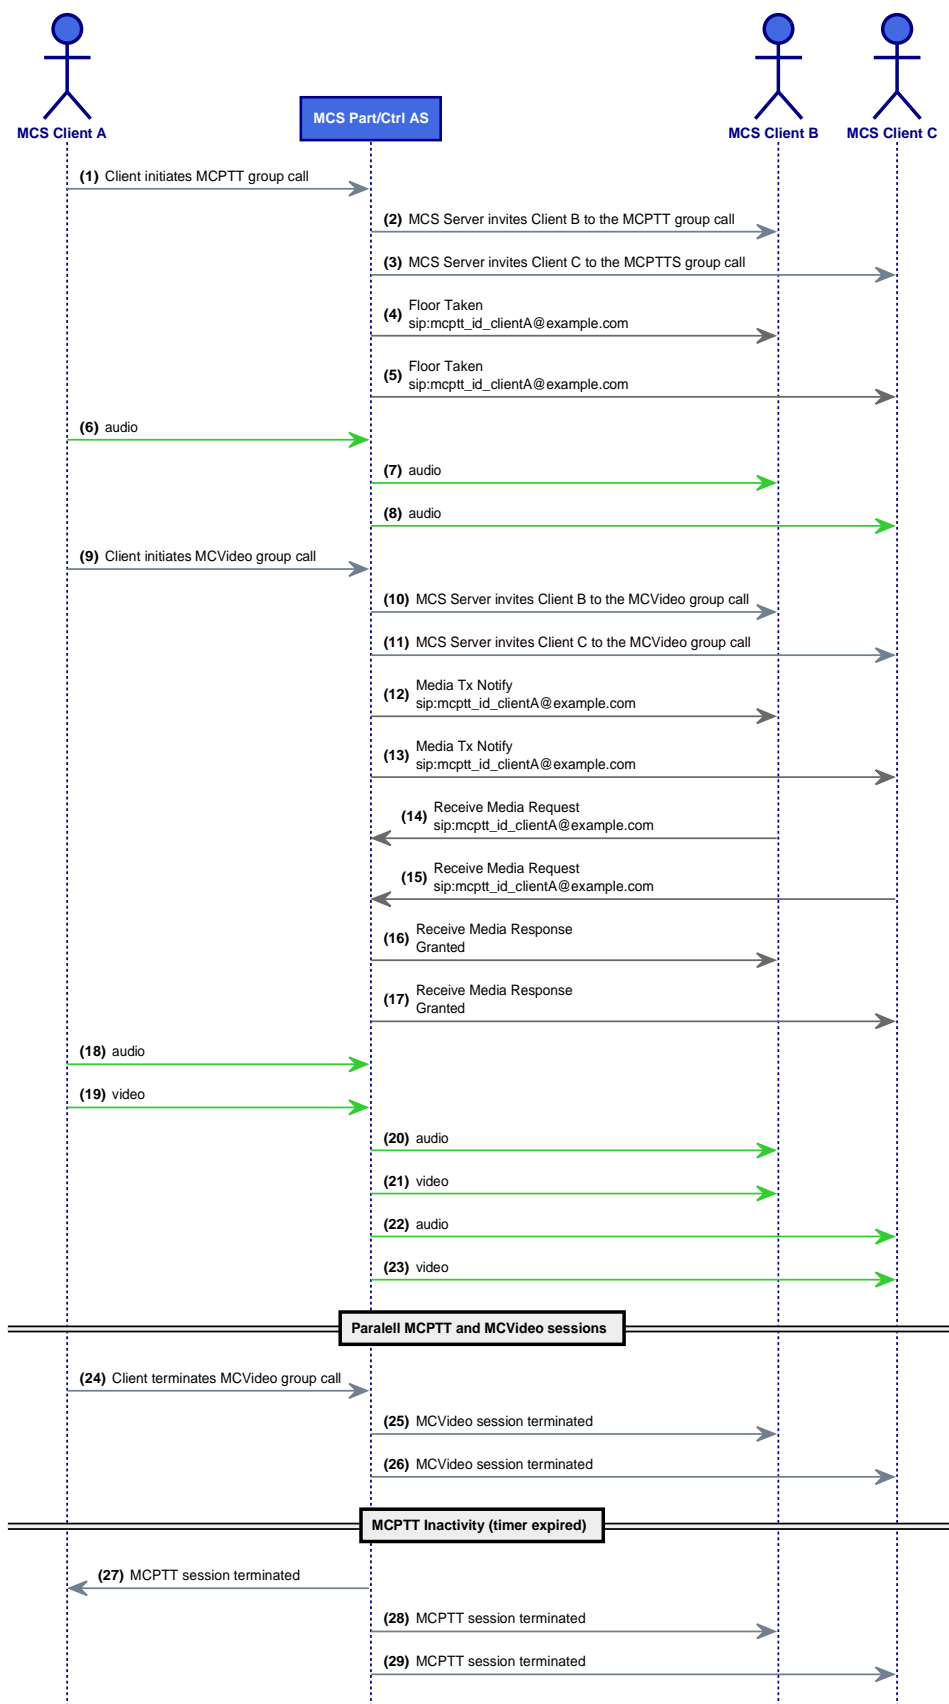 MCS Client A
MCS Part/Ctrl AS
MCS Client B
MCS Client C
(1) Client initiates MCPTT group call
(2) MCS Server invites Client B to the MCPTT group call
(3) MCS Server invites Client C to the MCPTTS group call
(4) Floor Taken
sip:mcptt_id_clientA@example.com
(5) Floor Taken
sip:mcptt_id_clientA@example.com
(6) audio
(7) audio
(8) audio
(9) Client initiates MCVideo group call
(10) MCS Server invites Client B to the MCVideo group call
(11) MCS Server invites Client C to the MCVideo group call
(12) Media Tx Notify
sip:mcptt_id_clientA@example.com
(13) Media Tx Notify
sip:mcptt_id_clientA@example.com
(14) Receive Media Request
sip:mcptt_id_clientA@example.com
(15) Receive Media Request
sip:mcptt_id_clientA@example.com
(16) Receive Media Response
Granted
(17) Receive Media Response
Granted
(18) audio
(19) video
(20) audio
(21) video
(22) audio
(23) video
Paralell MCPTT and MCVideo sessions
(24) Client terminates MCVideo group call
(25) MCVideo session terminated
(26) MCVideo session terminated
MCPTT Inactivity (timer expired)
(27) MCPTT session terminated
(28) MCPTT session terminated
(29) MCPTT session terminated